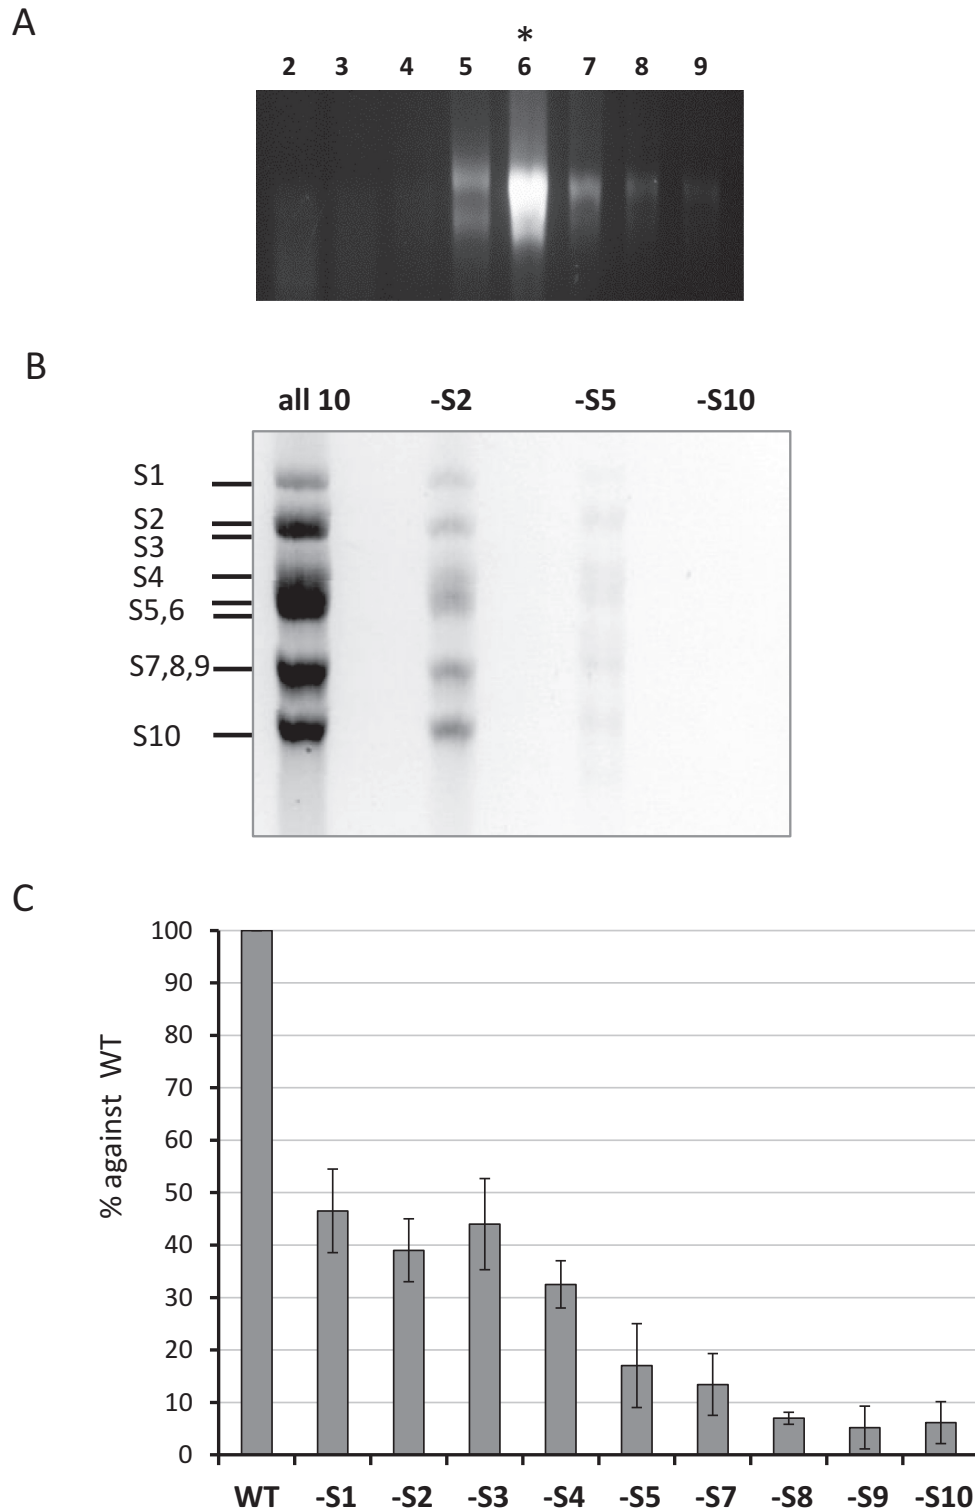 A
*
2 3 4 5 6 7 8 9
B
all 10 -S2 -S5 -S10
S1
S2
S3
S4
S5,6
S7,8,9
S10
C
% against WT
100
90
80
70
60
50
40
30
20
10
0
WT -S1 -S2 -S3 -S4 -S5 -S7 -S8 -S9 -S10